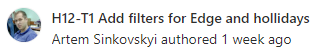 H12-T1 Add filters for Edge and hollidays
Artem Sinkovskyi authored 1 week ago